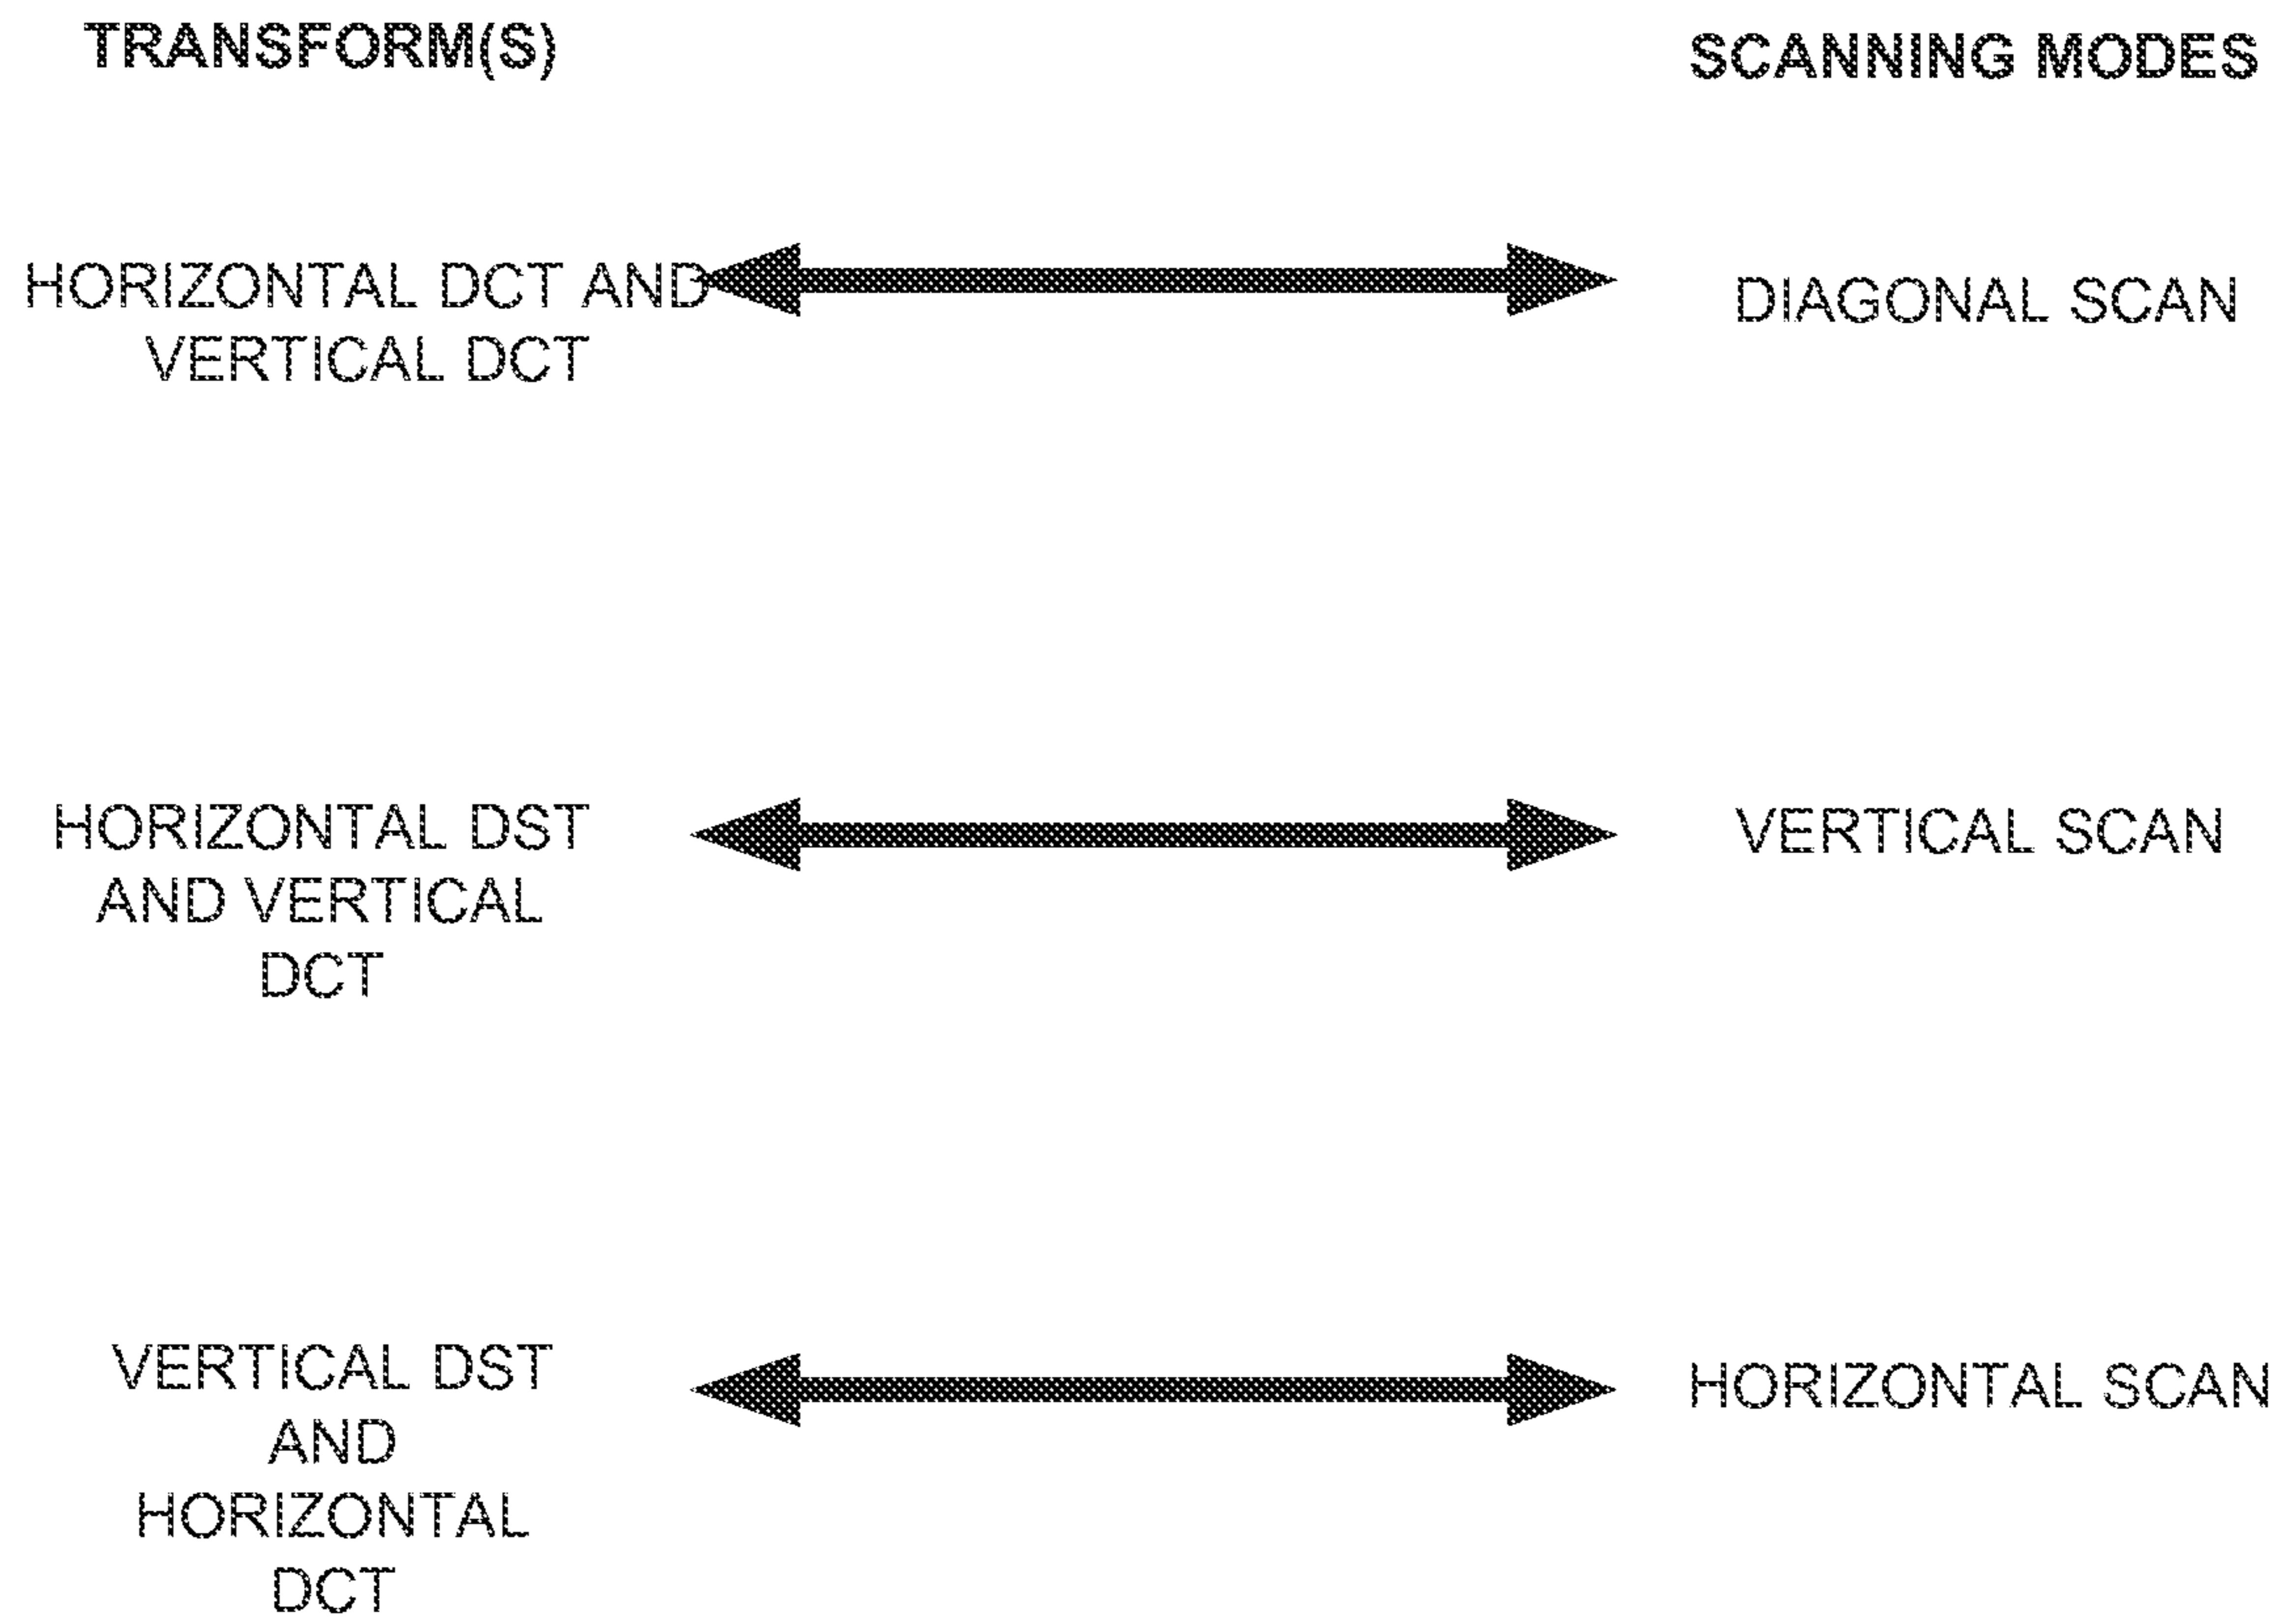 TRANSFORM(S)
SCANNING MODES
HORIZONTAL DCT AND
VERTICAL DCT
DIAGONAL SCAN
HORIZONTAL DST
AND VERTICAL
DCT
VERTICAL SCAN
VERTICAL DST
AND
HORIZONTAL
DCT
HORIZONTAL SCAN